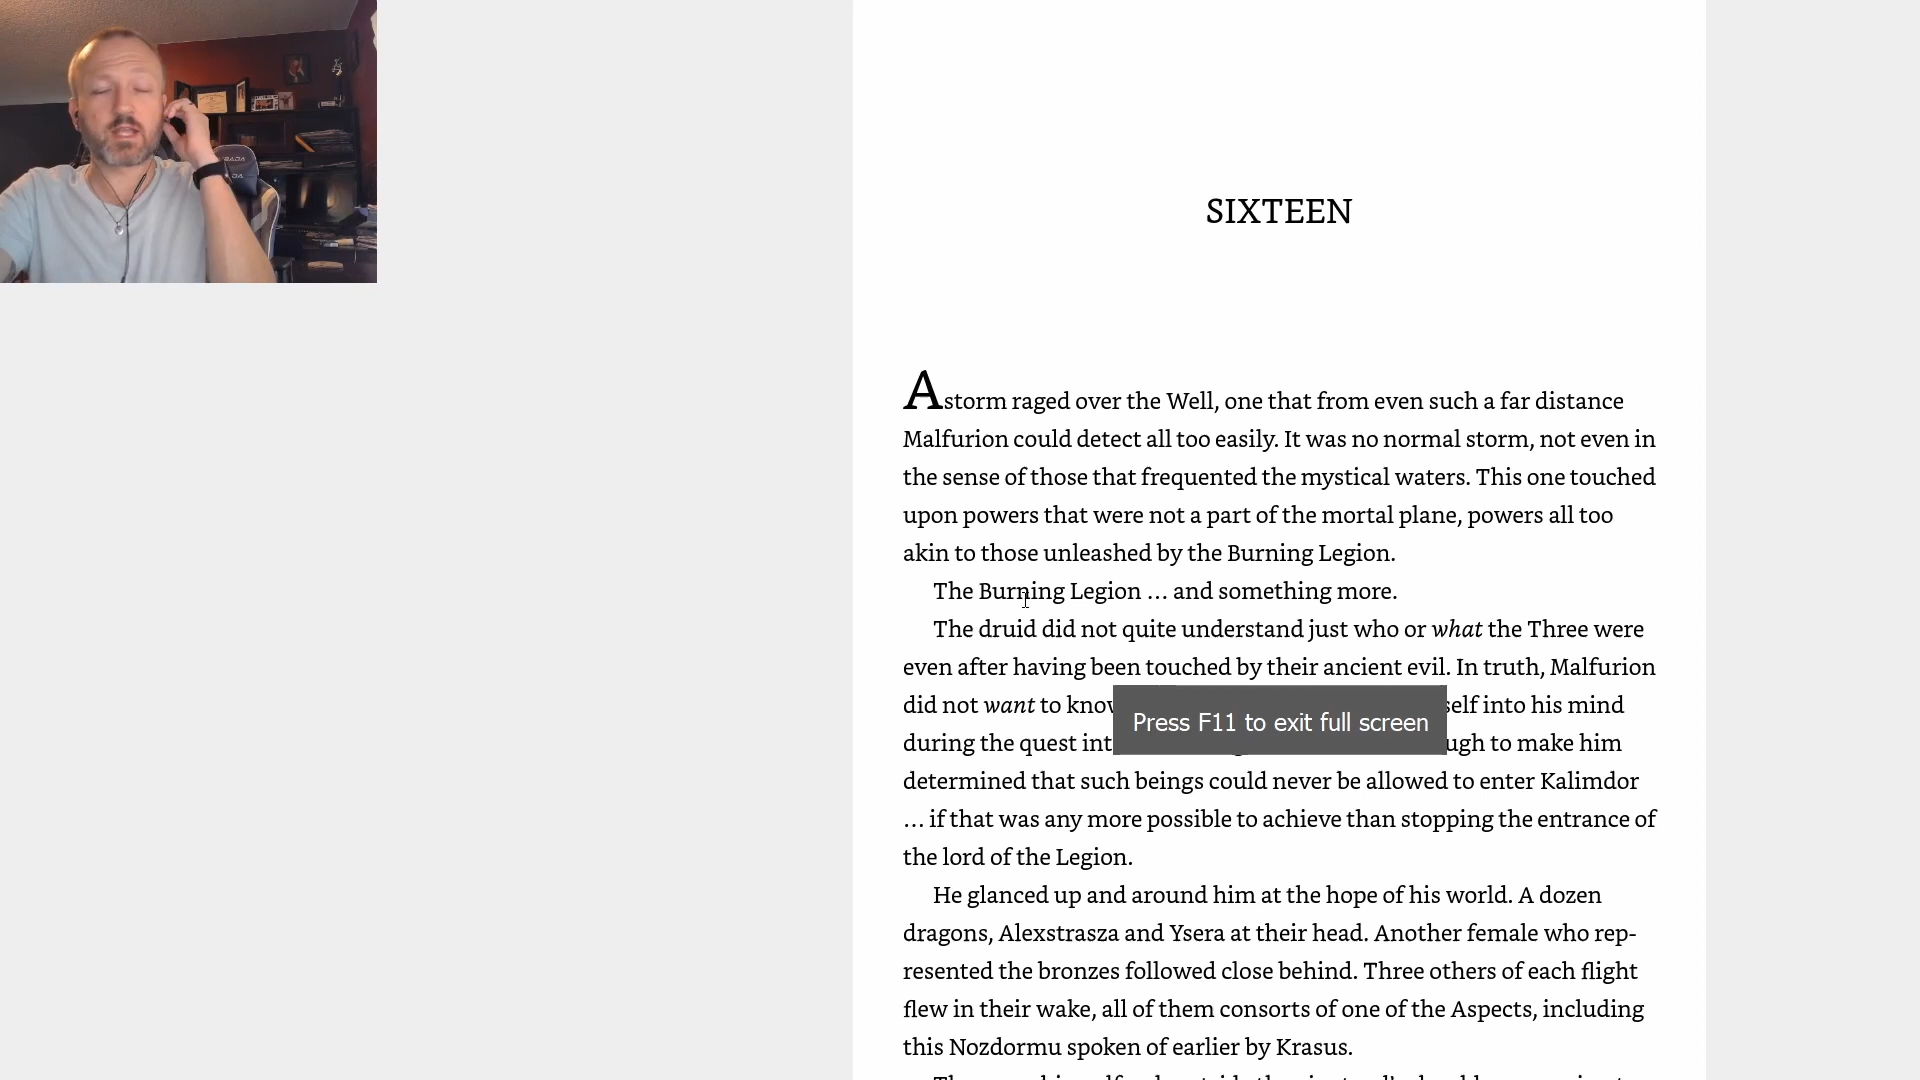 SIXTEEN
A storm raged over the Well, one that from even such a far distance
Malfurion could detect all too easily. It was no normal storm, not even in
the sense of those that frequented the mystical waters. This one touched
upon powers that were not a part of the mortal plane, powers all too
akin to those unleashed by the Burning Legion.
The Burning Legion … and something more.
The druid did not quite understand just who or what the Three were
even after having been touched by their ancient evil. In truth, Malfurion
did not want to self into his mind
Press F11 to exit full screen
during the quest to make him
determined that such beings could never be allowed to enter Kalimdor
… if that was any more possible to achieve than stopping the entrance of
the lord of the Legion.
He glanced up and around him at the hope of his world. A dozen
dragons, Alexstrasza and Ysera at their head. Another female who rep-
resented the bronzes followed close behind. Three others of each flight
flew in their wake, all of them consorts of one of the Aspects, including
this Nozdormu spoken of earlier by Krasus.